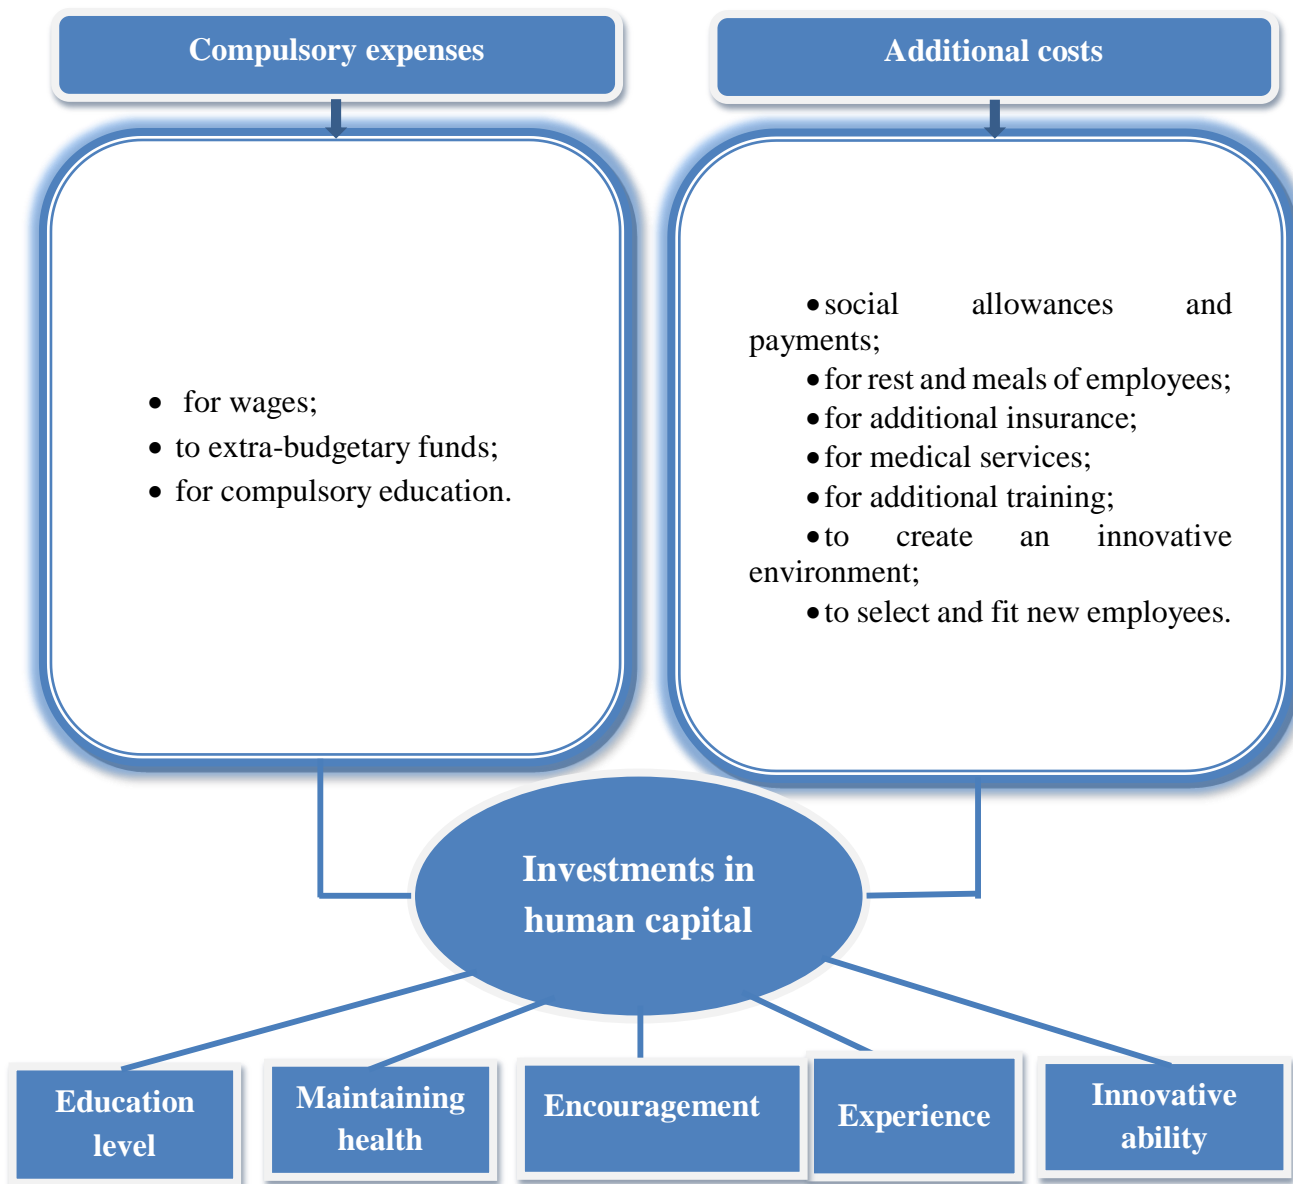 Compulsory expenses
Additional costs
• for wages;
• to extra-budgetary funds;
• for compulsory education.
• social allowances and
payments;
• for rest and meals of employees;
• for additional insurance;
• for medical services;
• for additional training;
• to create an innovative
environment;
• to select and fit new employees.
Investments in
human capital
Education
level
Maintaining
health
Encouragement
Experience
Innovative
ability